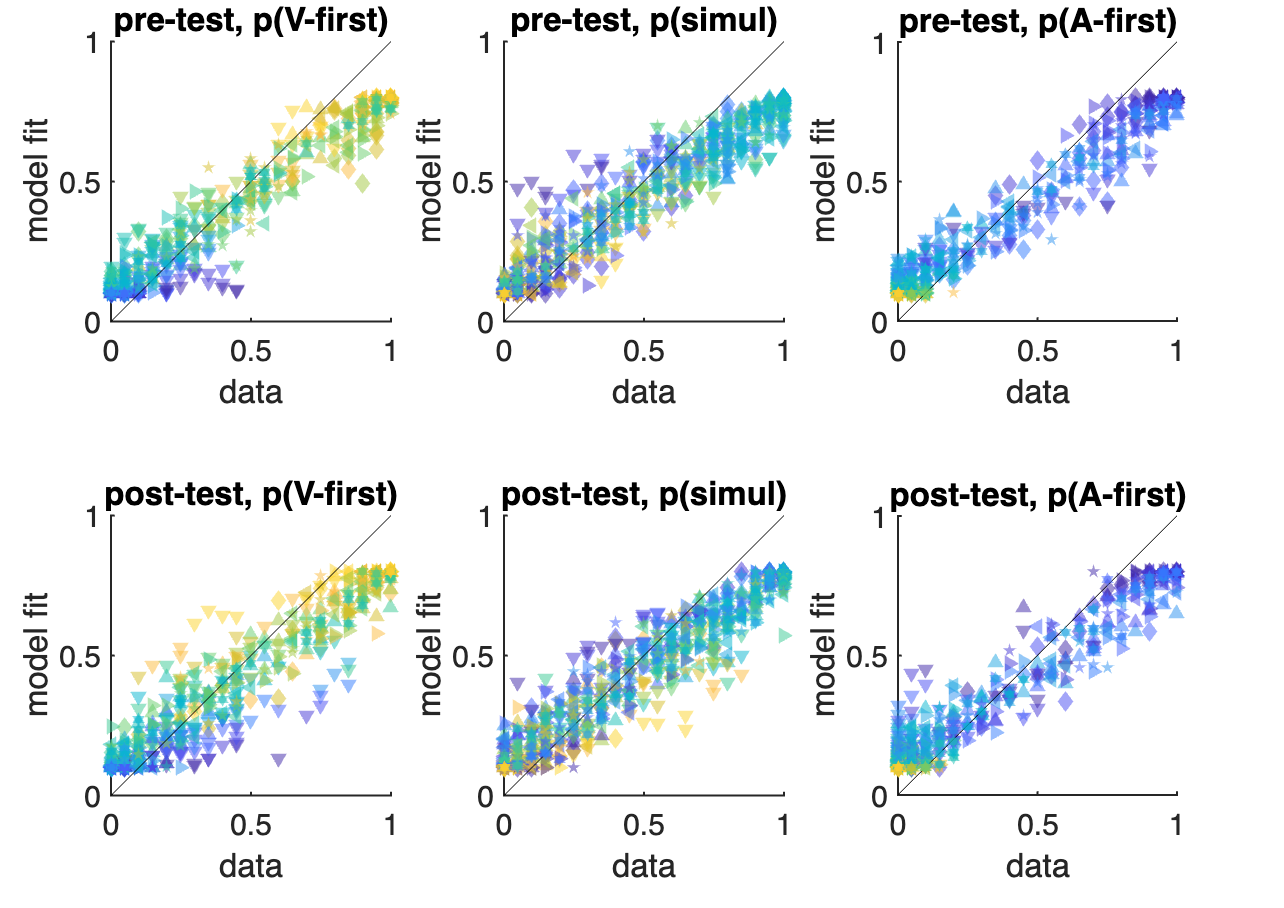 pre-test, p(V-first)
pre-test, p(simul)
pre-test, p(A-first)
1
1
1
model fit
model fit
model fit
0.5
0.5
0.5
0
0
0
0 0.5 1
0 0.5 1
0 0.5 1
data
data
data
post-test, p(V-first)
post-test, p(simul)
post-test, p(A-first)
1
1
1
model fit
model fit
model fit
0.5
0.5
0.5
0
0
0
0 0.5 1
0 0.5 1
0 0.5 1
data
data
data